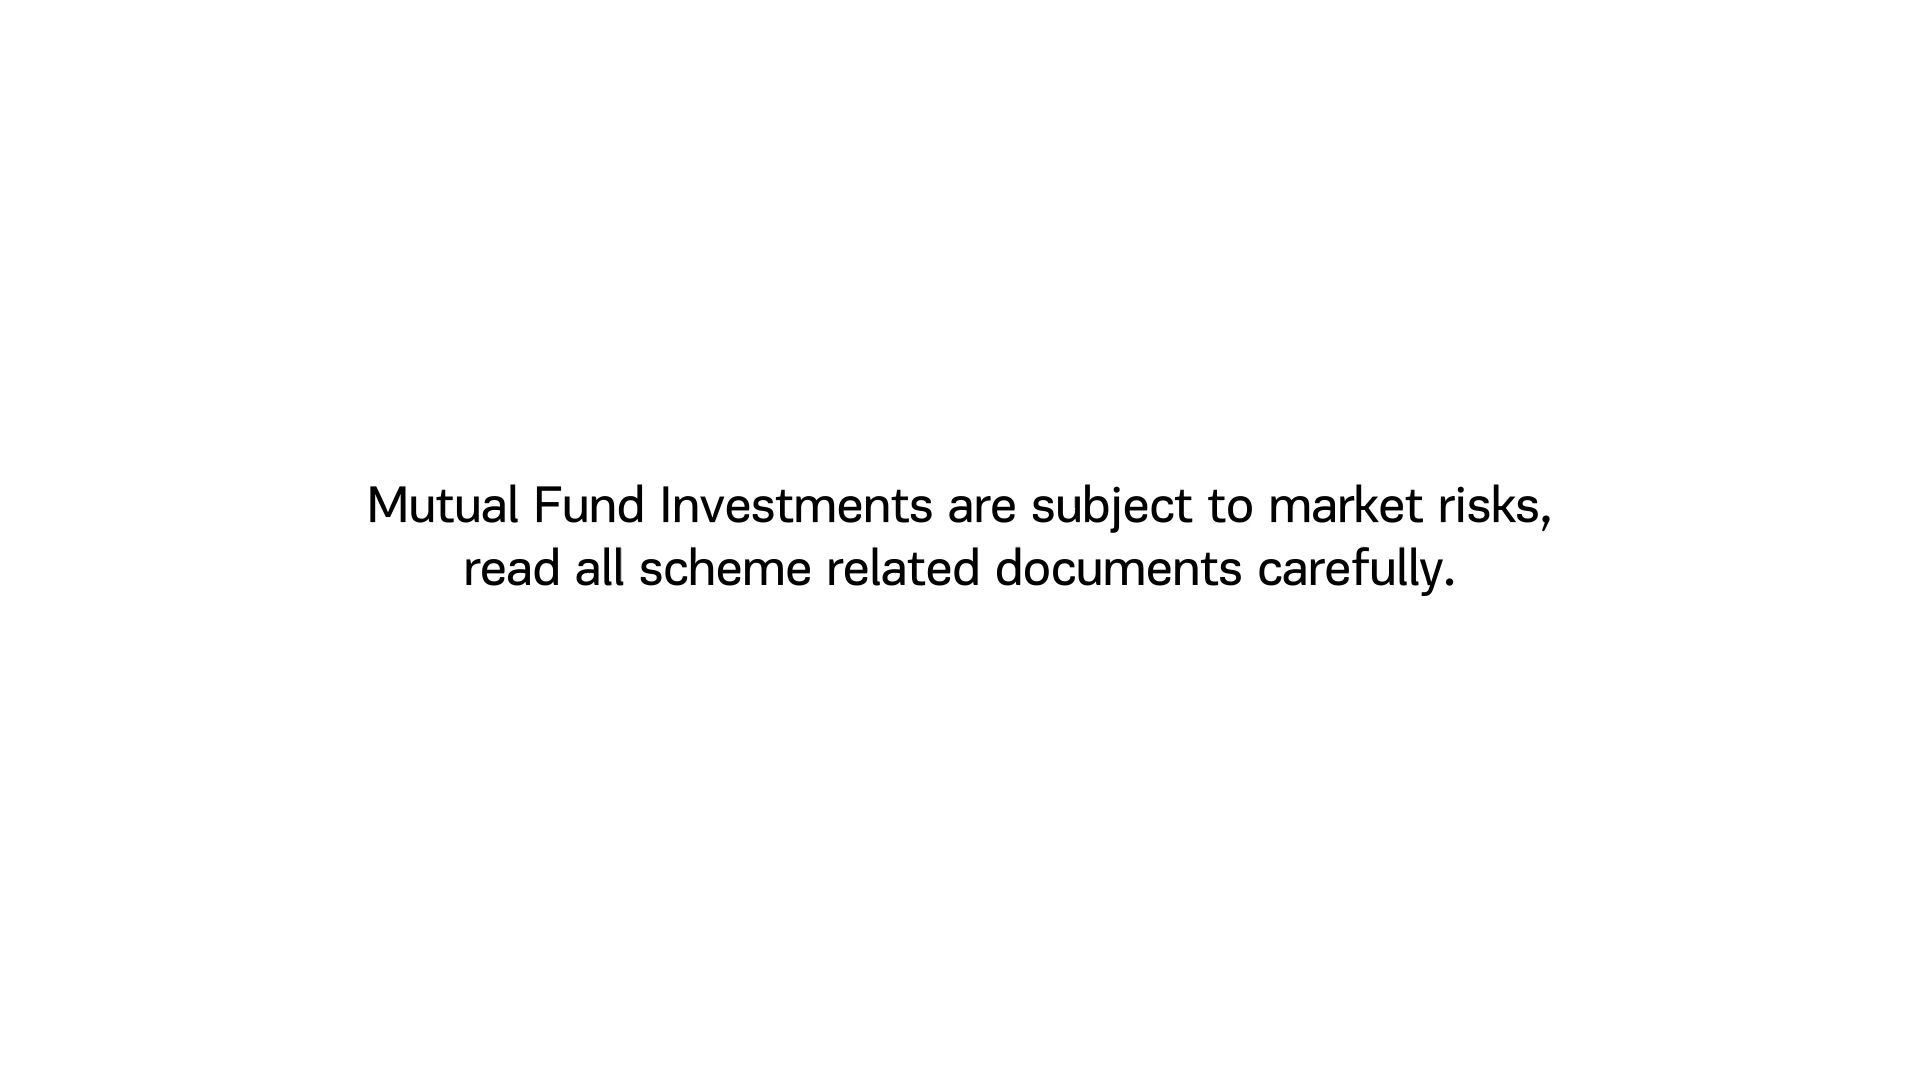 Mutual Fund Investments are subject to market risks,
read all scheme related documents carefully.